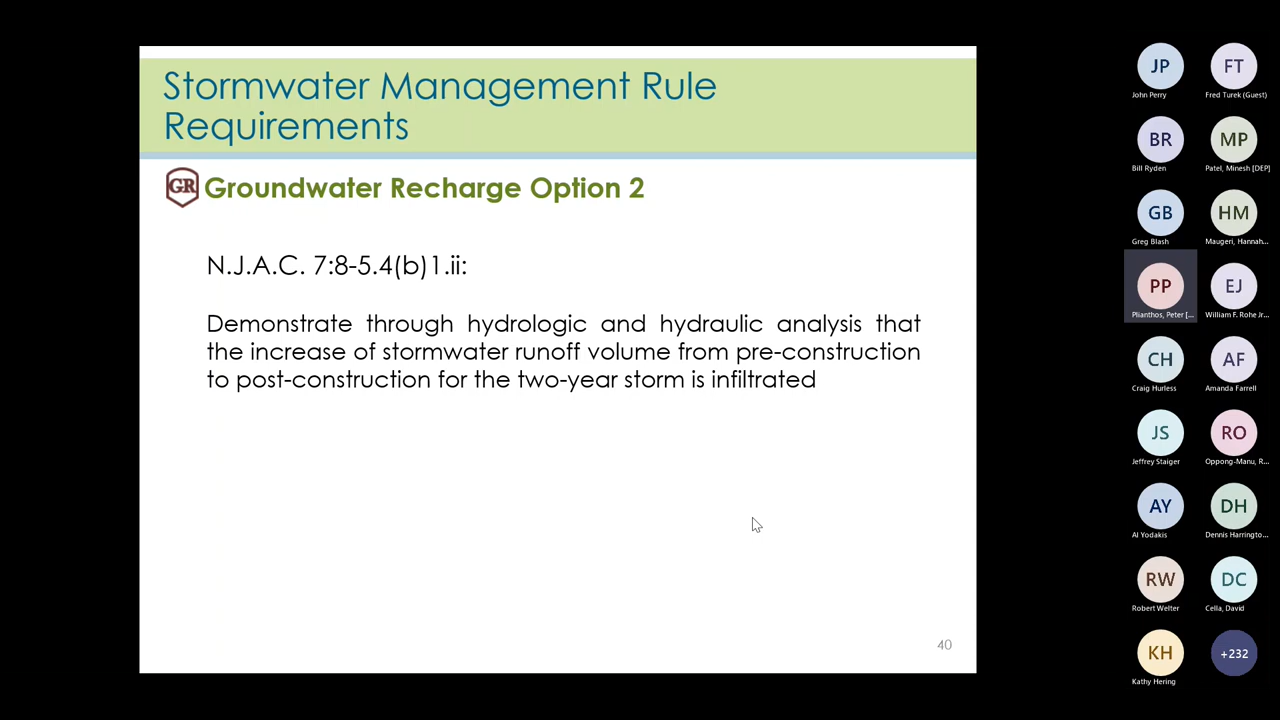 Stormwater Management Rule
Requirements
GR
Groundwater Recharge Option 2
N.J.A.C. 7:8-5.4(b)1.ii:
Demonstrate through hydrologic and hydraulic analysis that
the increase of stormwater runoff volume from pre-construction
to post-construction for the two-year storm is infiltrated
40
JP
John Perry
FT
Fred Turek (Guest)
BR
Bill Ryden
MP
Patel, Minesh [DEP]
GB
Greg Blash
HM
Maugeri, Hannah...
PP
Plianthos, Peter [...
EJ
William F. Rohe Jr...
CH
Craig Hurless
AF
Amanda Farrell
JS
Jeffrey Staiger
RO
Oppong-Manu, R...
AY
Al Yodakis
DH
Dennis Harringto...
RW
Robert Welter
DC
Cella, David
KH
Kathy Hering
+232